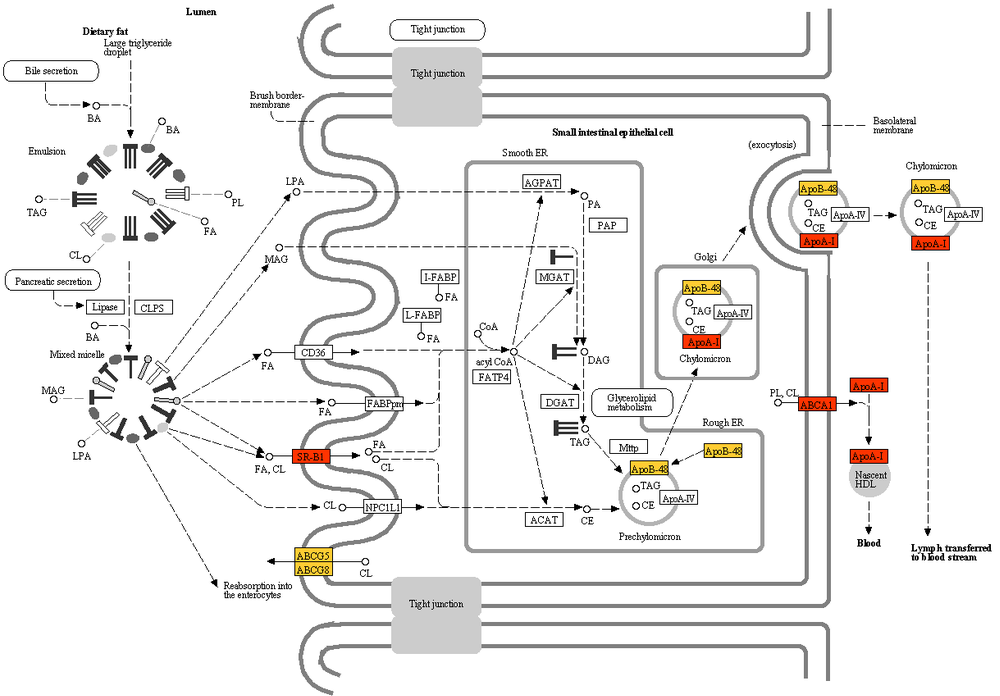 Lumen
Dietary fat
Large triglyceride
droplet
Bile secretion
BA
BA
Emulsion
TAG
PL
FA
CL
Pancreatic secretion
Lipase
CLPS
BA
Mixed micelle
MAG
LPA
Reabsorption into
the enterocytes
Tight junction
Tight junction
Brush border-
membrane
Small intestinal epithelial cell
Basolateral
membrane
(exocytosis)
Smooth ER
LPA
AGPAT
PA
PAP
MAG
MGAT
I-FABP
FA
L-FABP
FA
CoA
acyl CoA
FATP4
DAG
CD36
FA
FABPpm
FA
DGAT
Glycerolipid
metabolism
TAG
Rough ER
Mttp
ApoB-48
ApoB-48
TAG
ApoA-IV
CE
Prechylomicron
SR-B1
FA, CL
FA
CL
NPC1L1
CL
ACAT
CE
ABCG5
ABCG8
CL
Tight junction
Golgi
ApoB-48
TAG
ApoA-IV
CE
ApoA-I
Chylomicron
ApoB-48
TAG
ApoA-IV
CE
ApoA-I
Chylomicron
ApoB-48
TAG
ApoA-IV
CE
ApoA-I
PL, CL
ABCA1
ApoA-I
ApoA-I
Nascent
HDL
Blood
Lymph transferred
to blood stream